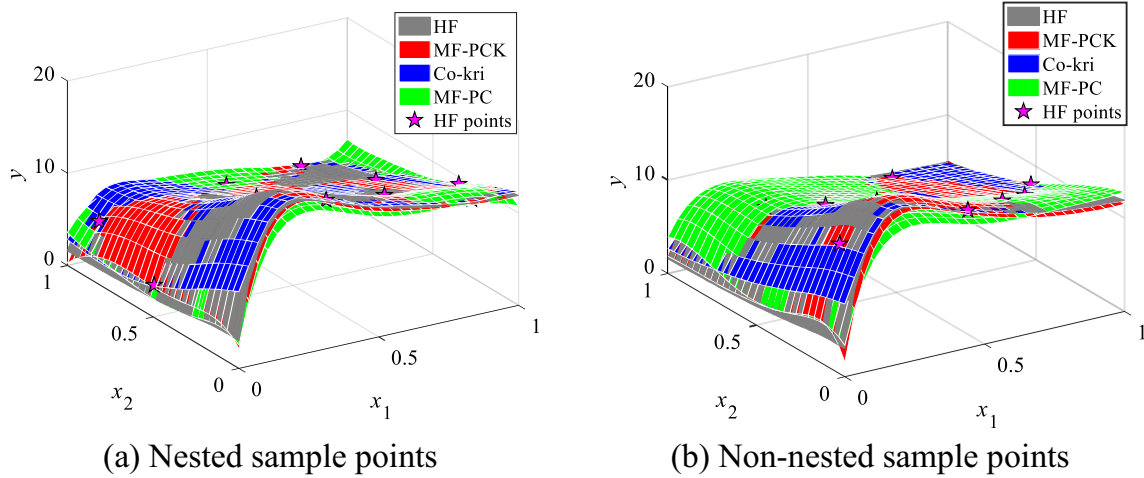 HF
MF-PCK
Co-kri
MF-PC
HF points
20
10
0
y
1
0.5
0
x2
0
0.5
1
x1
(a) Nested sample points
HF
MF-PCK
Co-kri
MF-PC
HF points
20
10
0
y
1
0.5
0
x2
0
0.5
1
x1
(b) Non-nested sample points